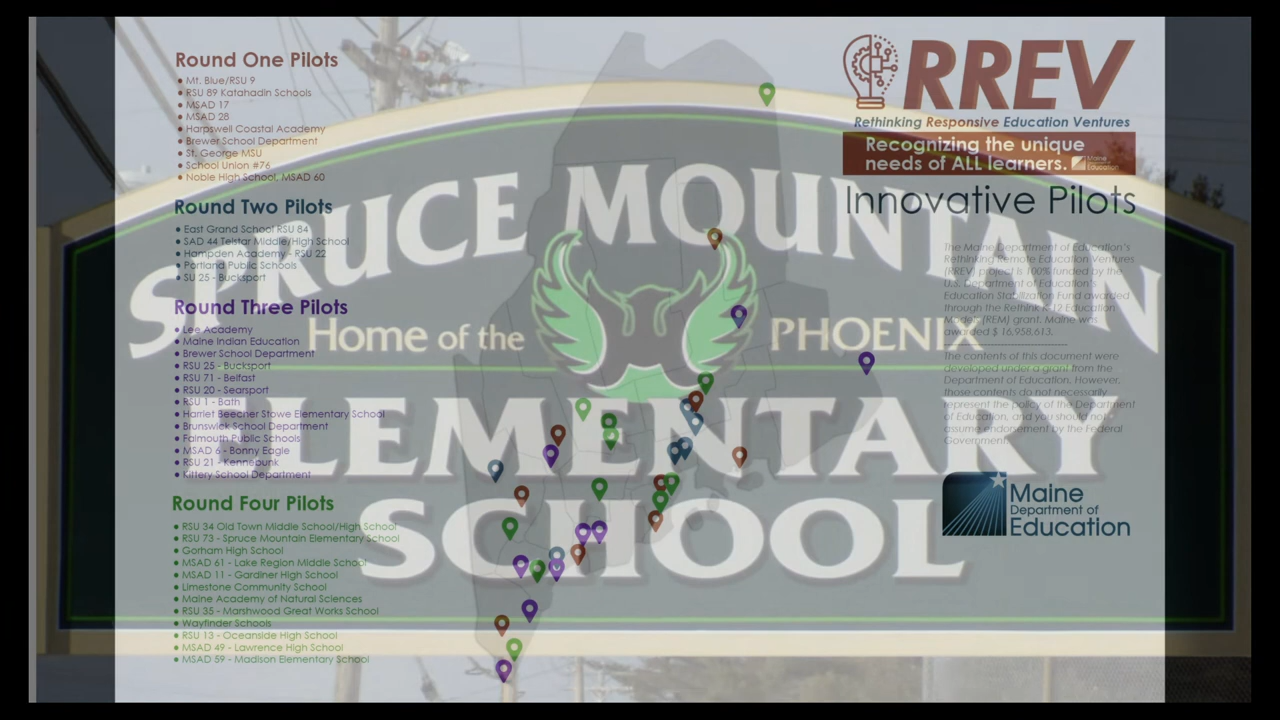 Round One Pilots
• Mt. Blue/RSU 9
• RSU 89 Katahadin Schools
• MSAD 17
• MSAD 28
• Harpswell Coastal Academy
• Brewer School Department
• St. George MSU
• School Union #76
• Noble High School, MSAD 60
Round Two Pilots
• East Grand School RSU 84
• SAD 44 Telstar Middle/High School
• Hampden Academy - RSU 22
• Portland Public Schools
• SU 25 - Bucksport
Round Three Pilots
• Lee Academy
• Maine Indian Education
• Brewer School Department
• RSU 25 - Bucksport
• RSU 71 - Belfast
• RSU 20 - Searsport
• RSU 1 - Bath
• Harriet Beecher Stowe Elementary School
• Brunswick School Department
• Falmouth Public Schools
• MSAD 6 - Bonny Eagle
• RSU 21 - Kennebunk
• Kittery School Department
Round Four Pilots
• RSU 34 Old Town Middle School/High School
• RSU 73 - Spruce Mountain Elementary School
• Gorham High School
• MSAD 61 - Lake Region Middle School
• MSAD 11 - Gardiner High School
• Limestone Community School
• Maine Academy of Natural Sciences
• RSU 35 - Marshwood Great Works School
• Wayfinder Schools
• RSU 13 - Oceanside High School
• MSAD 49 - Lawrence High School
• MSAD 59 - Madison Elementary School
RREV
Rethinking Responsive Education Ventures
Recognizing the unique
needs of ALL learners.
Maine
Education
Innovative Pilots
The Maine Department of Education's
Rethinking Remote Education Ventures
(RREV) project is 100% funded by the
U.S. Department of Education's
Education Stabilization Fund awarded
through the Rethink K-12 Education
Models (REM) grant. Maine was
awarded $ 16,958,613.
The contents of this document were
developed under a grant from the
Department of Education. However,
those contents do not necessarily
represent the policy of the Department
of Education, and you should not
assume endorsement by the Federal
Government.
Maine
Department of
Education
SPRUCE MOUNTAIN
Home of the PHOENIX
ELEMENTARY
SCHOOL